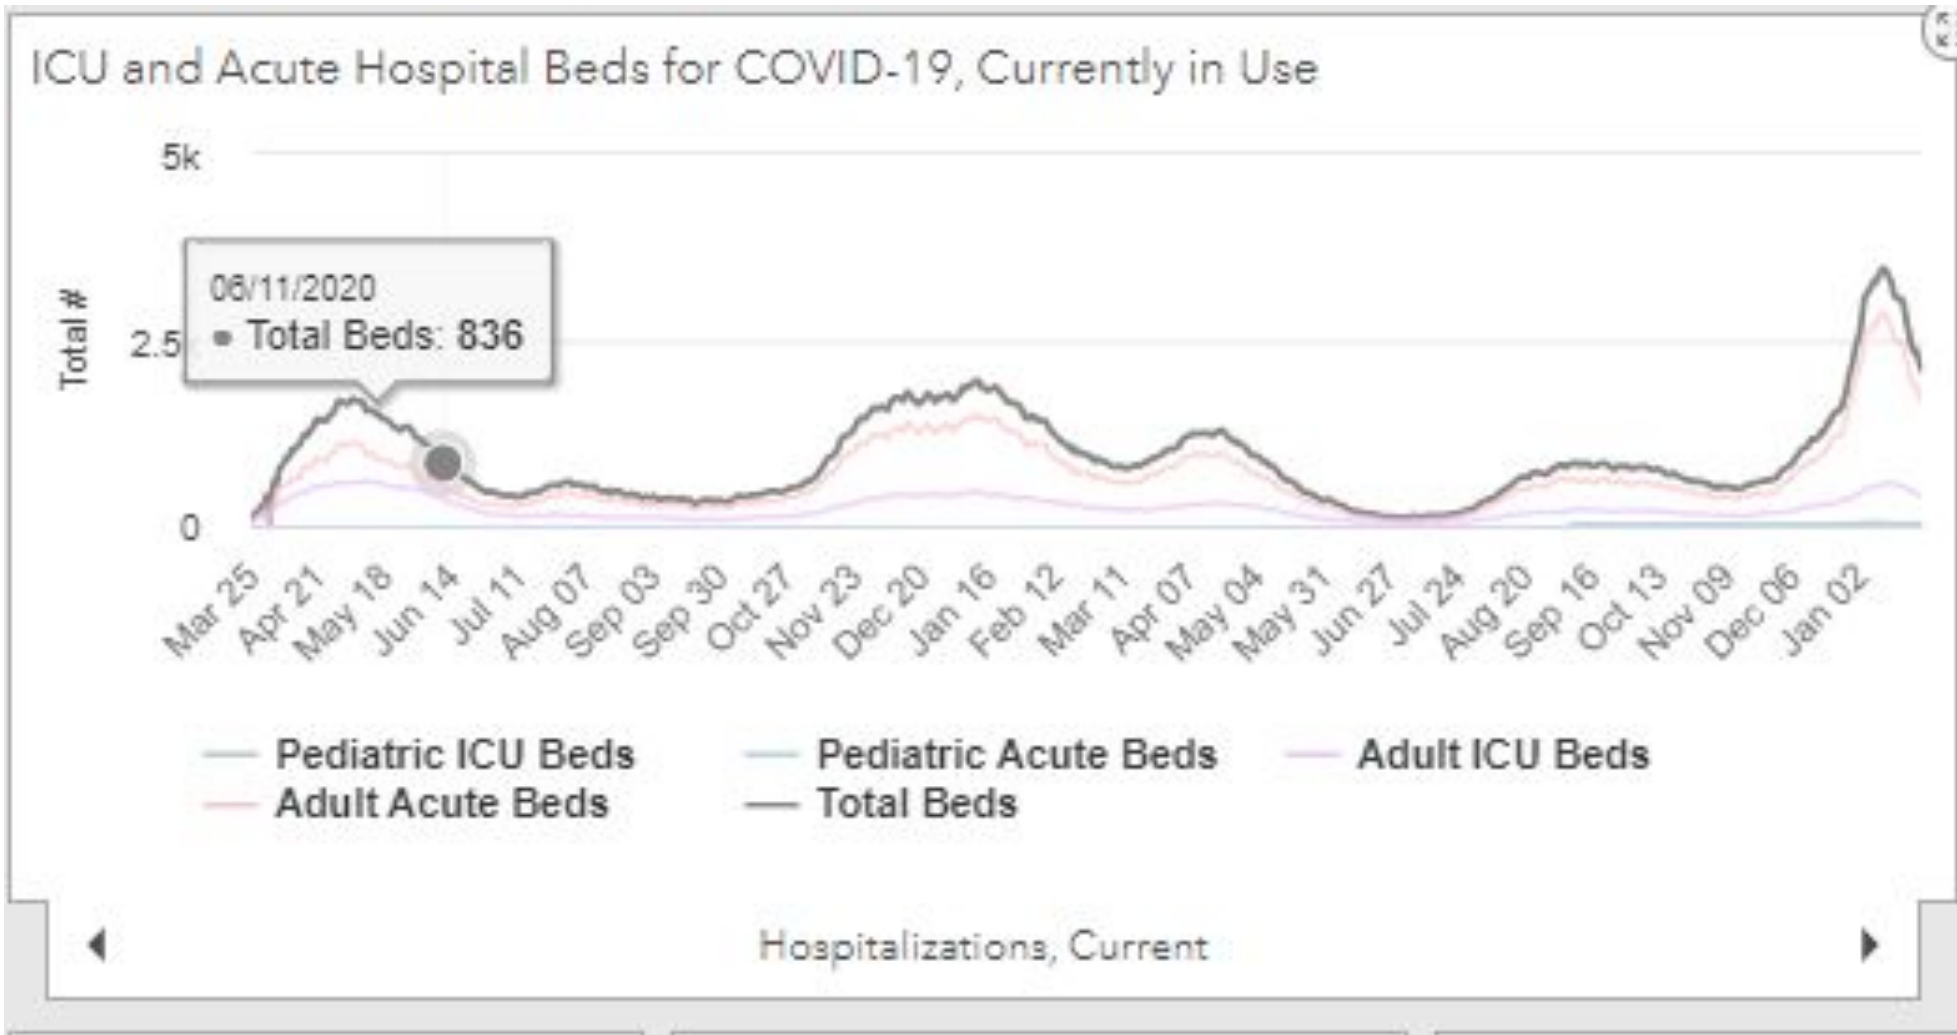 ICU and Acute Hospital Beds for COVID-19, Currently in Use
5k
2.5
0
Total #
06/11/2020
● Total Beds: 836
Mar 25
Apr 21
May 18
Jun 14
Jul 11
Aug 07
Sep 03
Sep 30
Oct 27
Nov 23
Dec 20
Jan 16
Feb 12
Mar 11
Apr 07
May 04
May 31
Jun 27
Jul 24
Aug 20
Sep 16
Oct 13
Nov 09
Dec 06
Jan 02
Pediatric ICU Beds
Pediatric Acute Beds
Adult ICU Beds
Adult Acute Beds
Total Beds
Hospitalizations, Current